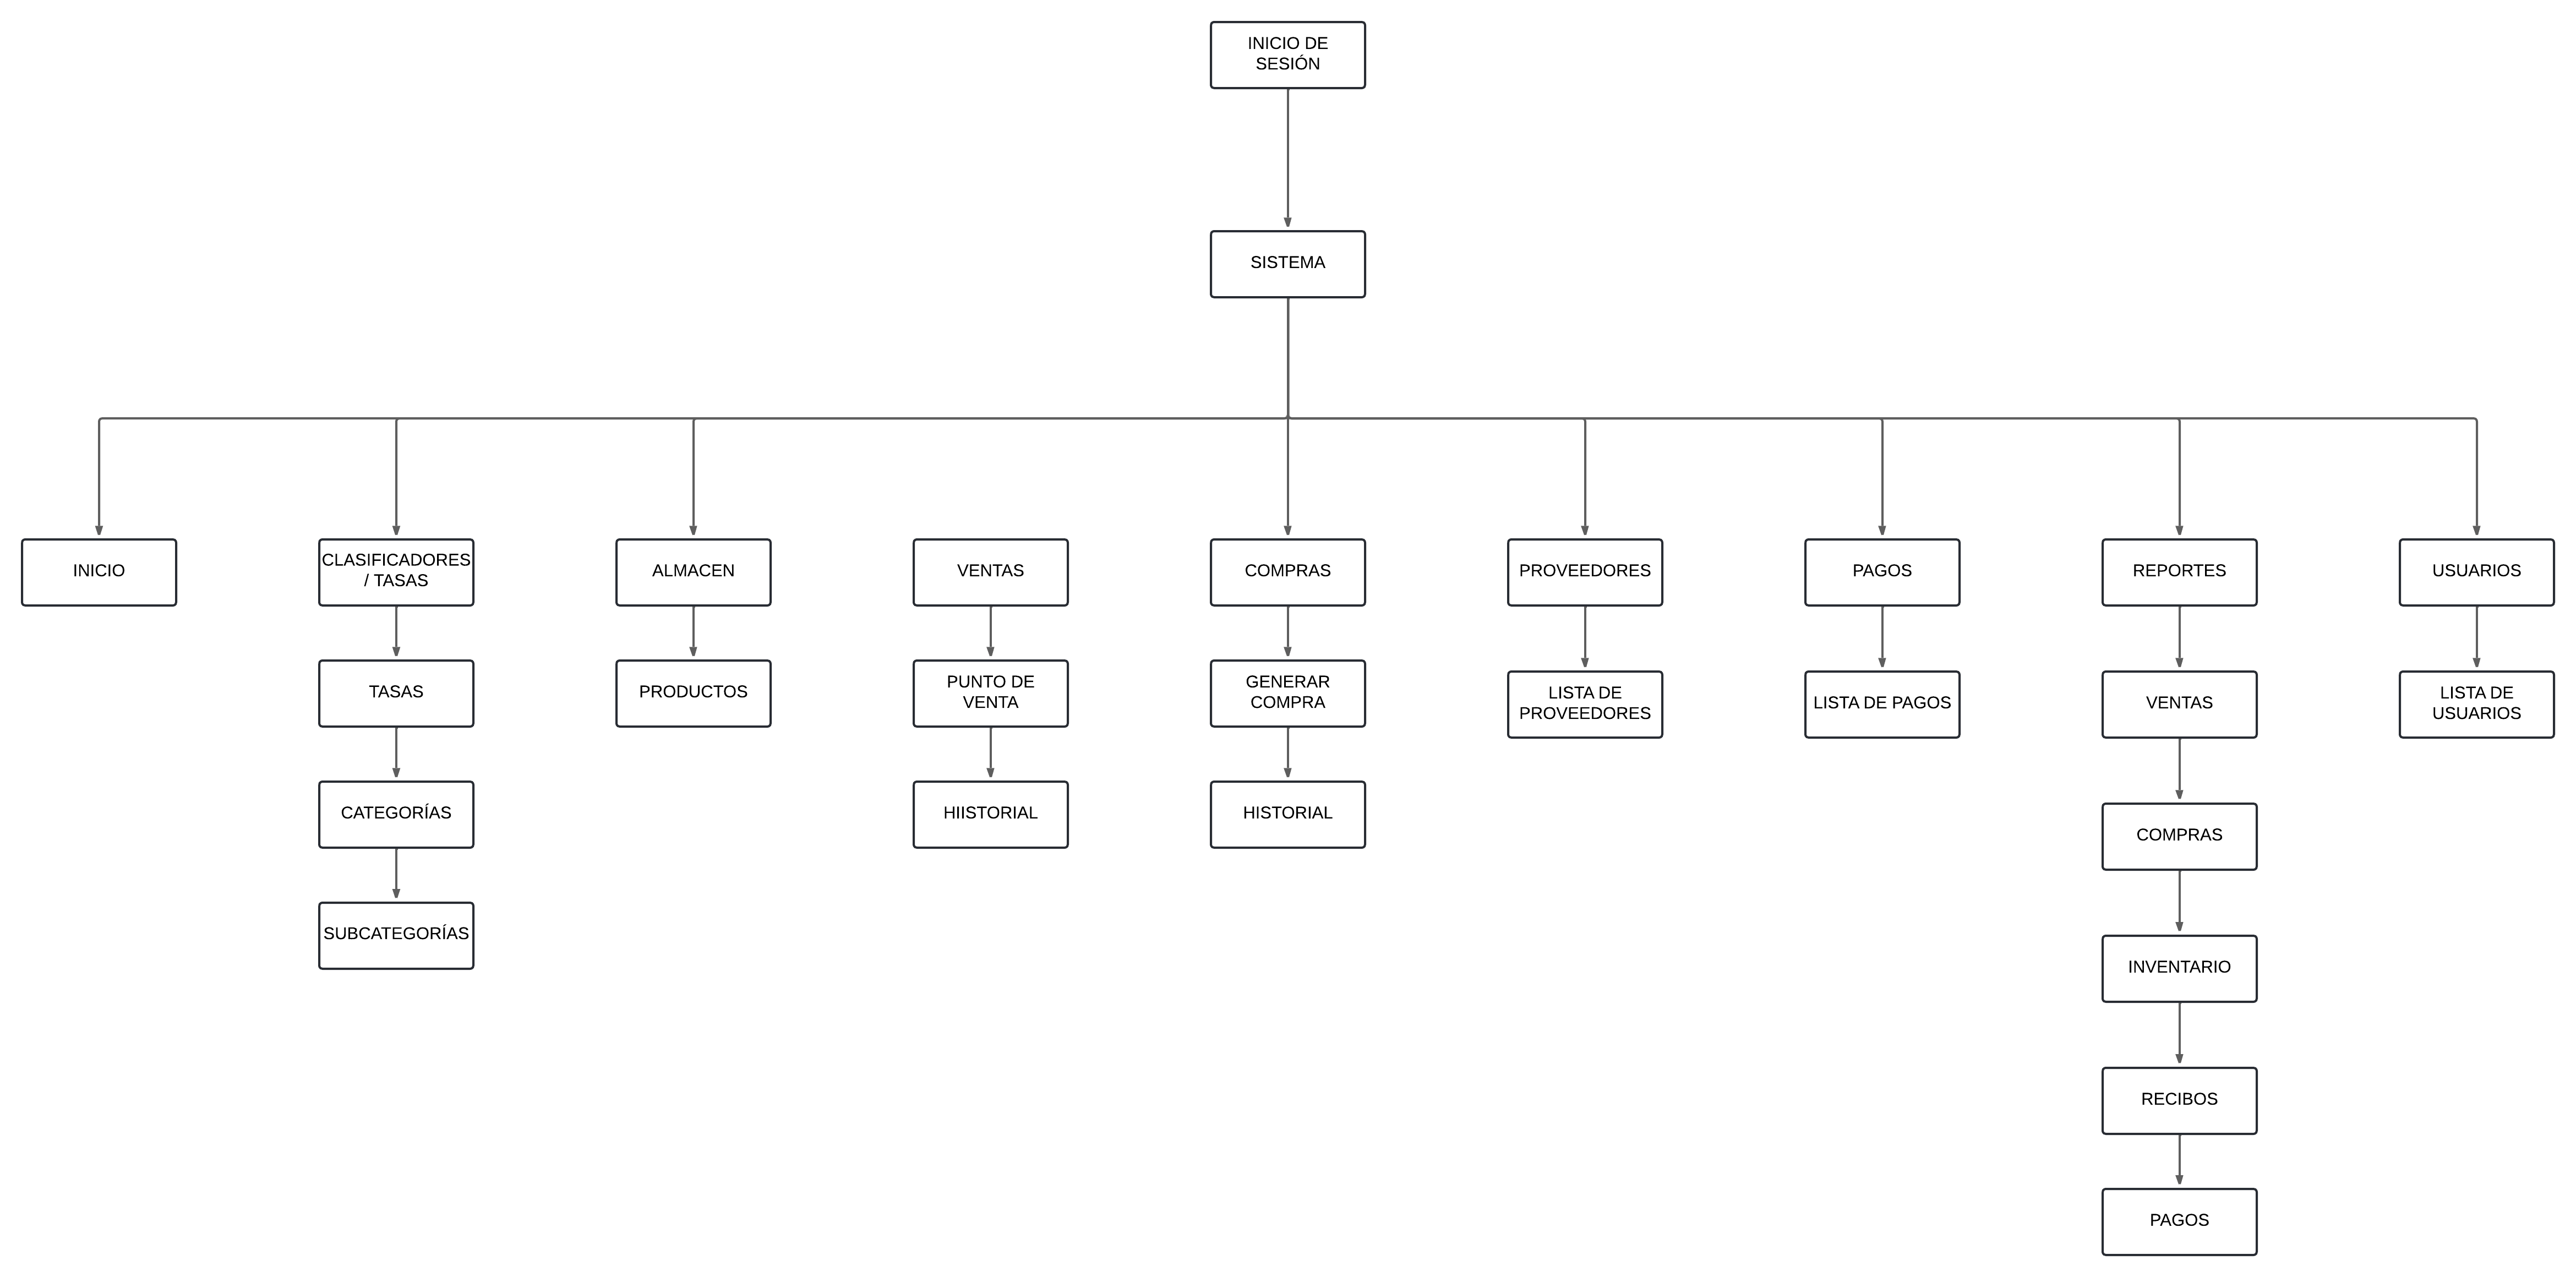 INICIO DE
SESIÓN
SISTEMA
INICIO
CLASIFICADORES
/ TASAS
ALMACEN
VENTAS
COMPRAS
PROVEEDORES
PAGOS
REPORTES
USUARIOS
TASAS
PRODUCTOS
PUNTO DE
VENTA
GENERAR
COMPRA
LISTA DE
PROVEEDORES
LISTA DE PAGOS
VENTAS
LISTA DE
USUARIOS
CATEGORÍAS
HIISTORIAL
HISTORIAL
COMPRAS
SUBCATEGORÍAS
INVENTARIO
RECIBOS
PAGOS